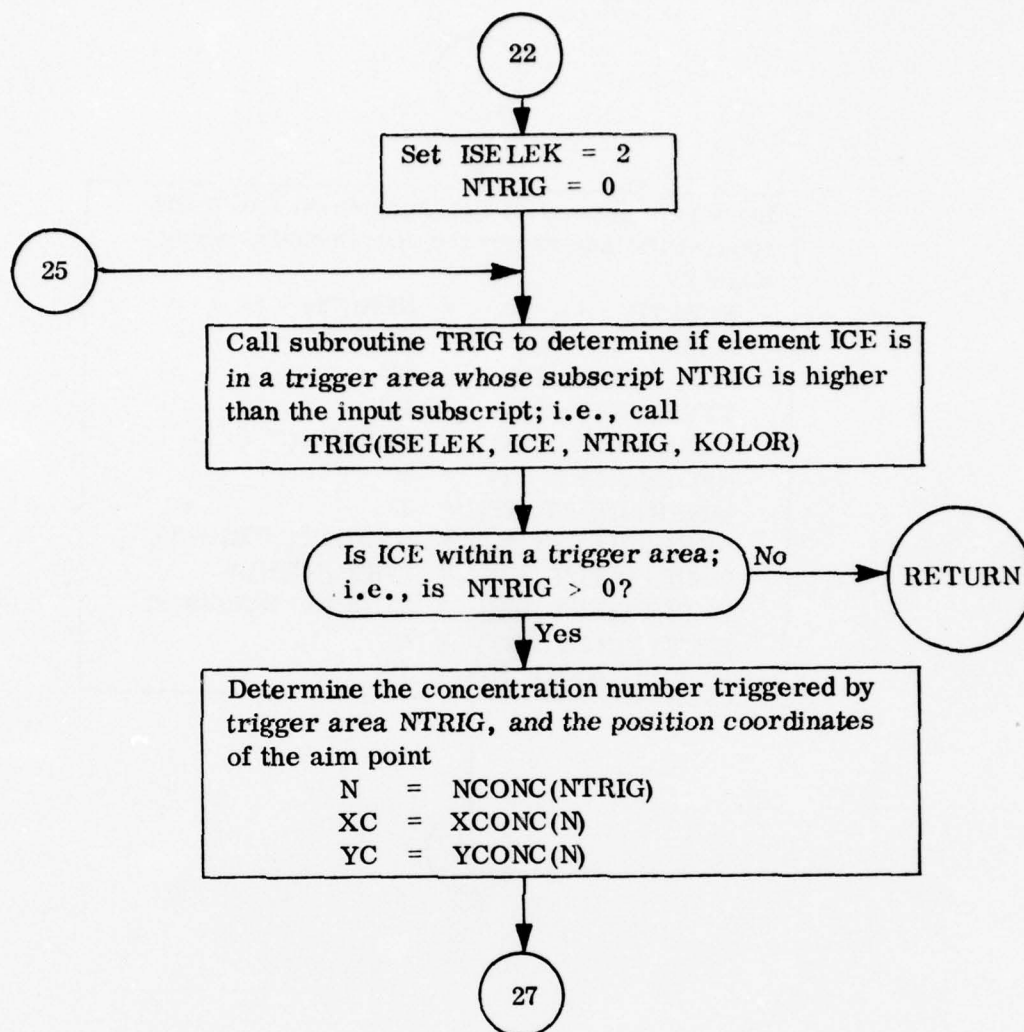 22
Set ISELEK = 2
NTRIG = 0
25
Call subroutine TRIG to determine if element ICE is
in a trigger area whose subscript NTRIG is higher
than the input subscript; i.e., call
TRIG(ISELEK, ICE, NTRIG, KOLOR)
Is ICE within a trigger area;
i.e., is NTRIG > 0?
No
RETURN
Yes
Determine the concentration number triggered by
trigger area NTRIG, and the position coordinates
of the aim point
N = NCONC(NTRIG)
XC = XCONC(N)
YC = YCONC(N)
27